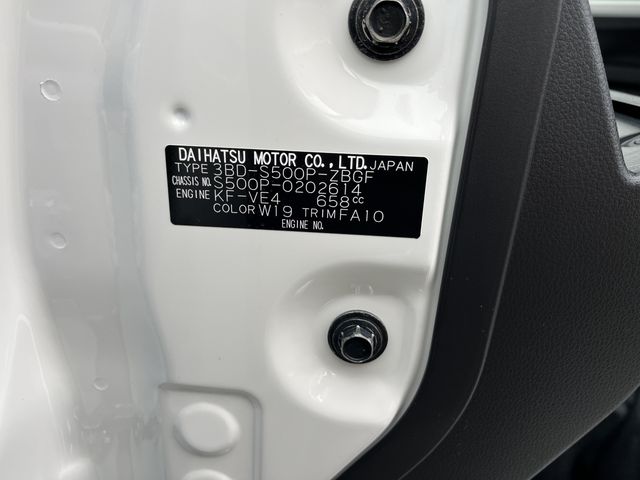 DAIHATSU MOTOR CO.,LTD. JAPAN
TYPE 3BD-S500P-ZBGF
CHASSIS NO. S500P-0202614
ENGINE KF-VE4 658cc
COLOR W19 TRIM FA10
ENGINE NO.